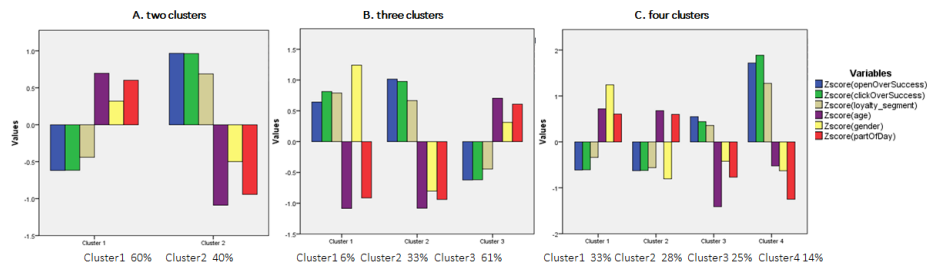 A. two clusters
1.0
0.5
0.0
-0.5
-1.0
-1.5
Values
Cluster 1 Cluster 2
Cluster1 60% Cluster2 40%
B. three clusters
1.5
1.0
0.5
0.0
-0.5
-1.0
-1.5
Values
Cluster 1 Cluster 2 Cluster 3
Cluster1 6% Cluster2 33% Cluster3 61%
C. four clusters
2
1
0
-1
-2
Values
Cluster 1 Cluster 2 Cluster 3 Cluster 4
Cluster1 33% Cluster2 28% Cluster3 25% Cluster4 14%
Variables
Zscore(openOverSuccess)
Zscore(clickOverSuccess)
Zscore(loyalty_segment)
Zscore(age)
Zscore(gender)
Zscore(partOfDay)